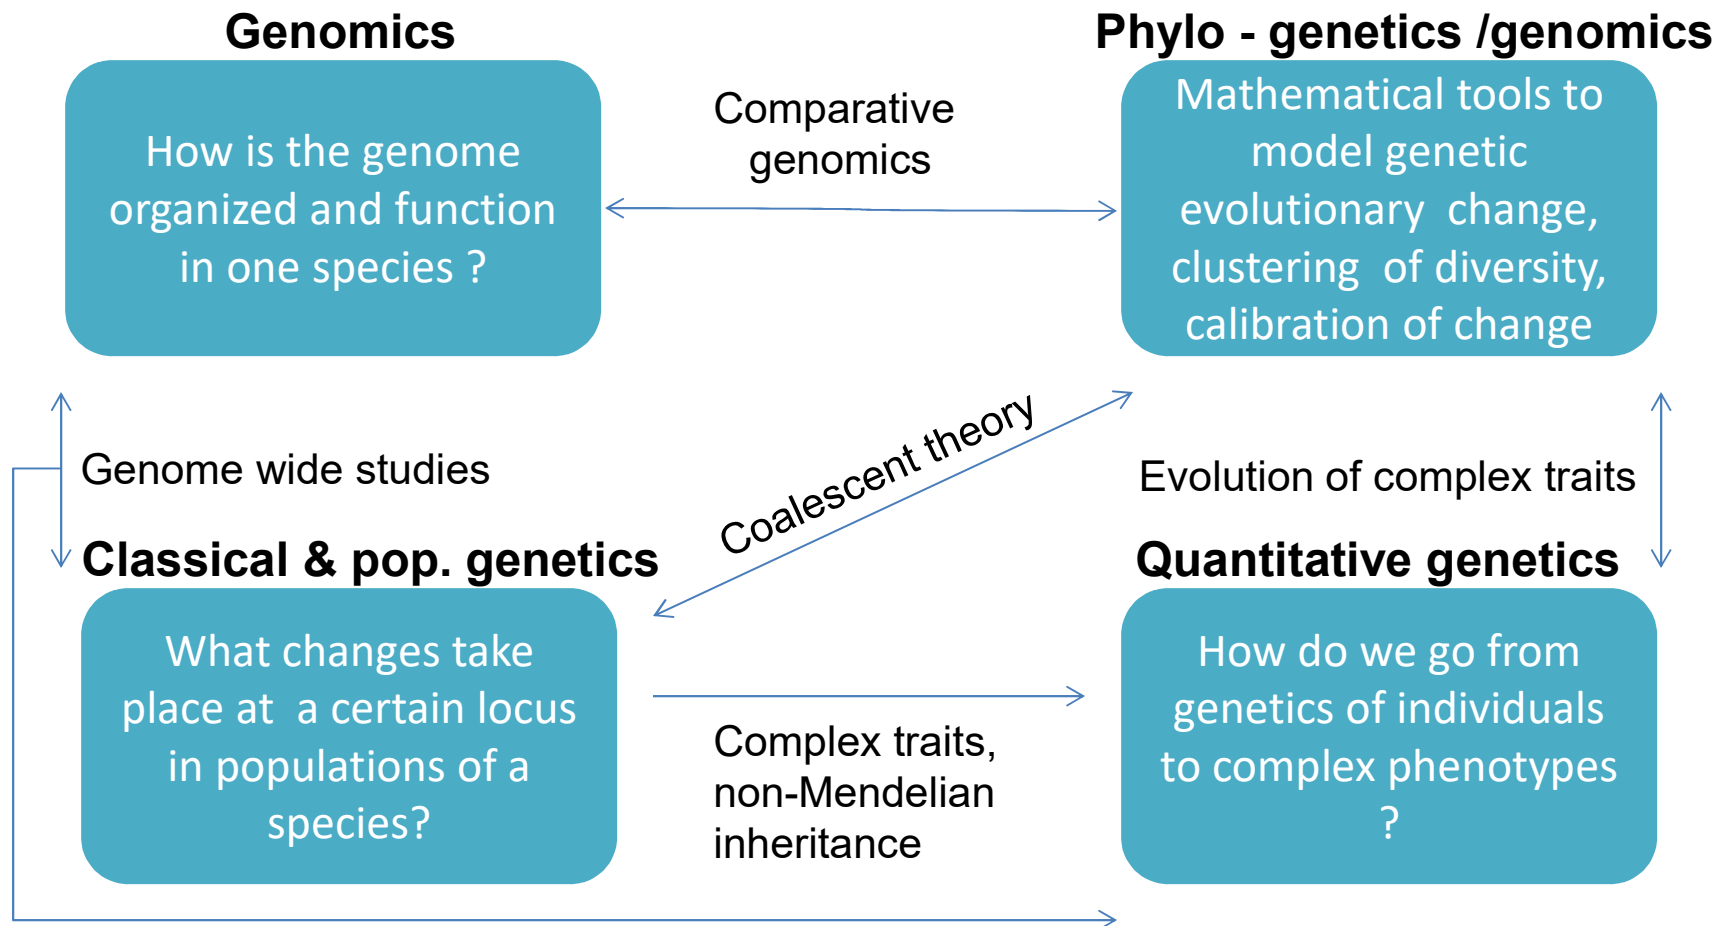 Genomics
How is the genome
organized and function
in one species ?
Comparative
genomics
Phylo - genetics /genomics
Mathematical tools to
model genetic
evolutionary change,
clustering of diversity,
calibration of change
Genome wide studies
Coalescent theory
Evolution of complex traits
Classical & pop. genetics
What changes take
place at a certain locus
in populations of a
species?
Complex traits,
non-Mendelian
inheritance
Quantitative genetics
How do we go from
genetics of individuals
to complex phenotypes
?